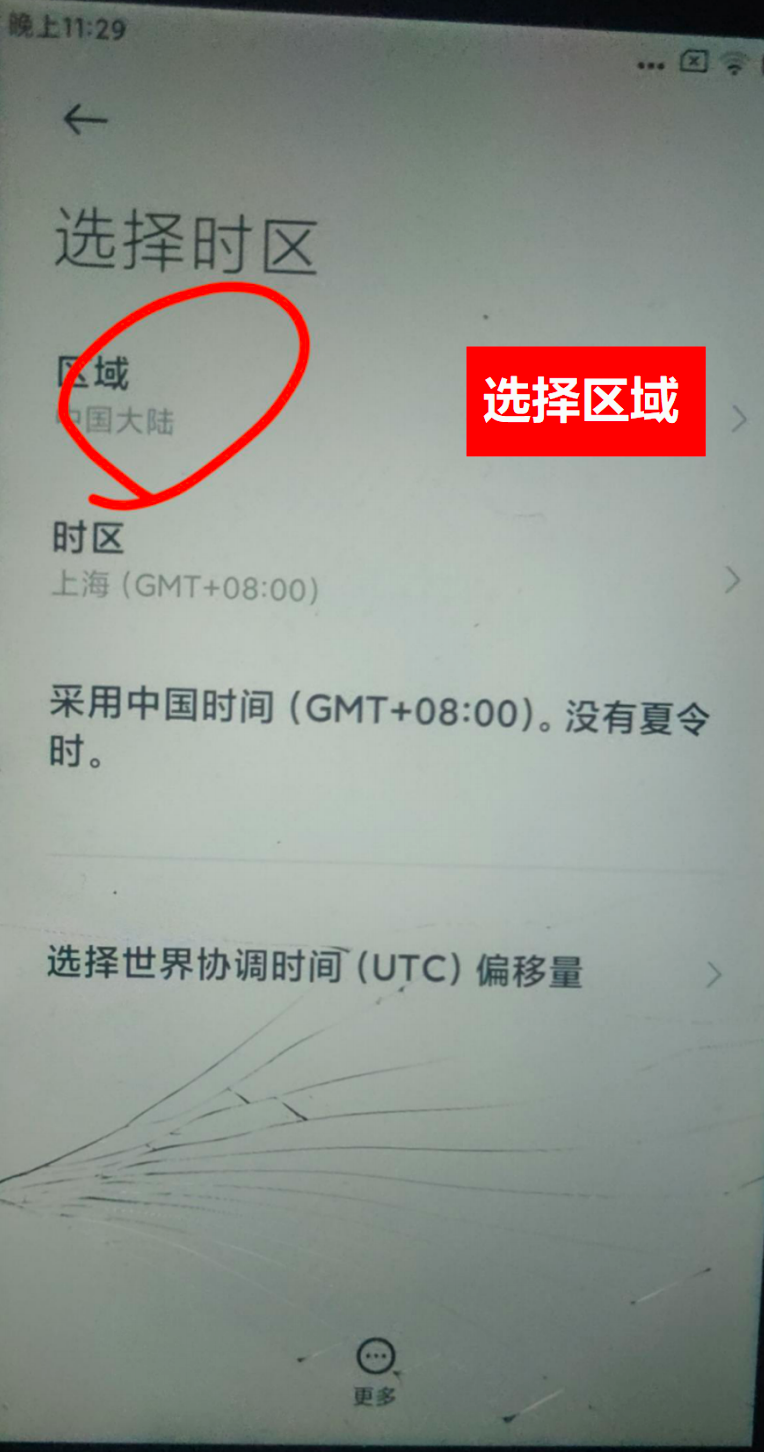 晚上11:29
选择时区
区域
中国大陆
选择区域
时区
上海 (GMT+08:00)
采用中国时间 (GMT+08:00)。没有夏令
时。
选择世界协调时间 (UTC) 偏移量
更多